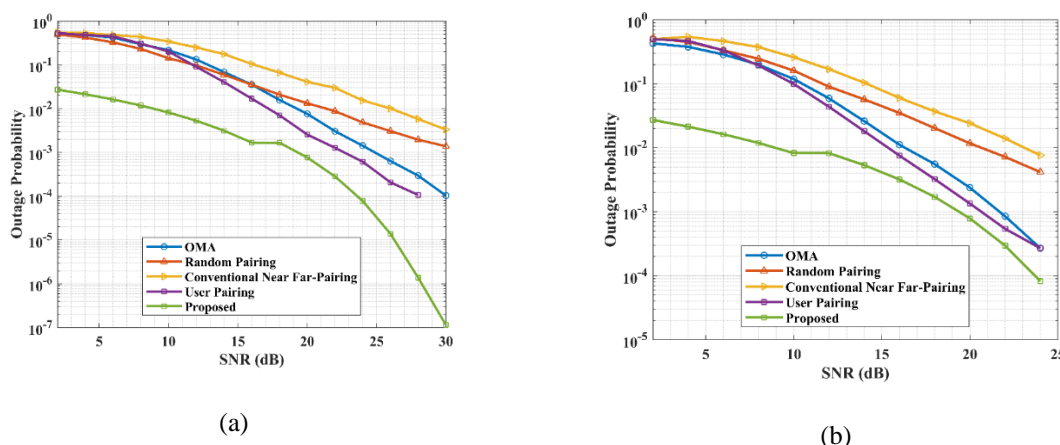 10^0
10^-1
10^-2
10^-3
10^-4
10^-5
10^-6
10^-7
Outage Probability
OMA
Random Pairing
Conventional Near Far-Pairing
User Pairing
Proposed
5 10 15 20 25 30
SNR (dB)
(a)
10^0
10^-1
10^-2
10^-3
10^-4
10^-5
Outage Probability
OMA
Random Pairing
Conventional Near Far-Pairing
User Pairing
Proposed
5 10 15 20 25
SNR (dB)
(b)